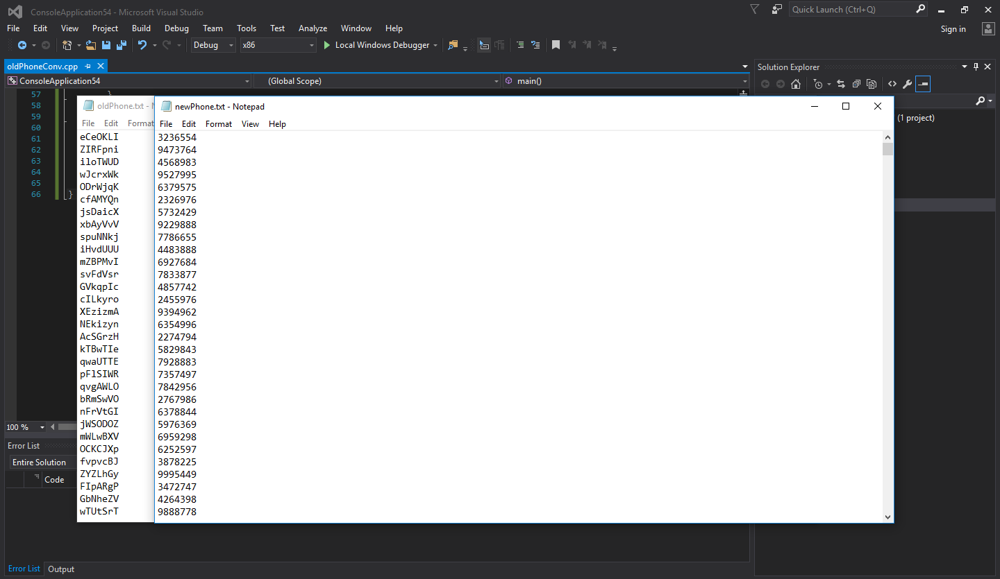 ConsoleApplication54 - Microsoft Visual Studio
Quick Launch (Ctrl+Q)
File Edit View Project Build Debug Team Tools Test Analyze Window Help
Sign in
Debug x86 Local Windows Debugger
oldPhoneConv.cpp
Solution Explorer
ConsoleApplication54 (Global Scope) main()
57 }
58
59
60
61
62
63
64
65
66 }
(1 project)
oldPhone.txt - N
File Edit Format
eCeOKLI
ZIRFpni
iloTWUD
wJcrxWk
ODrWjqK
cfAMYQn
jsDaicX
xbAyVvV
spuNNkj
iHvdUUU
mZBPMvI
svFdVsr
GVkqpIc
cILkyro
XEzizmA
NEkizyn
AcSGrzH
kTBwTIe
qwaUTTE
pFlSIWR
qvgAWLO
bRmSwVO
nFrVtGI
jWSODOZ
mWLwBXV
OCKCJXp
fvpvcBJ
ZYZLhGy
FIpARgP
GbNheZV
wTUtSrT
newPhone.txt - Notepad
File Edit Format View Help
3236554
9473764
4568983
9527995
6379575
2326976
5732429
9229888
7786655
4483888
6927684
7833877
4857742
2455976
9394962
6354996
2274794
5829843
7928883
7357497
7842956
2767986
6378844
5976369
6959298
6252597
3878225
9995449
3472747
4264398
9888778
100 %
Error List
Entire Solution
Code
Error List Output